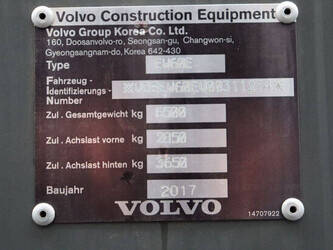 Volvo Construction Equipment
Volvo Group Korea Co. Ltd.
160, Doosanvolvo-ro, Seongsan-gu, Changwon-si,
Gyeongsangnam-do, Korea 642-430
Type EW60E
Fahrzeug -
Identifizierungs -
Number
Zul . Gesamtgewicht kg 6500
Zul . Achslast vorne kg 2850
Zul . Achslast hinten kg 3650
Baujahr 2017
VOLVO
14707922